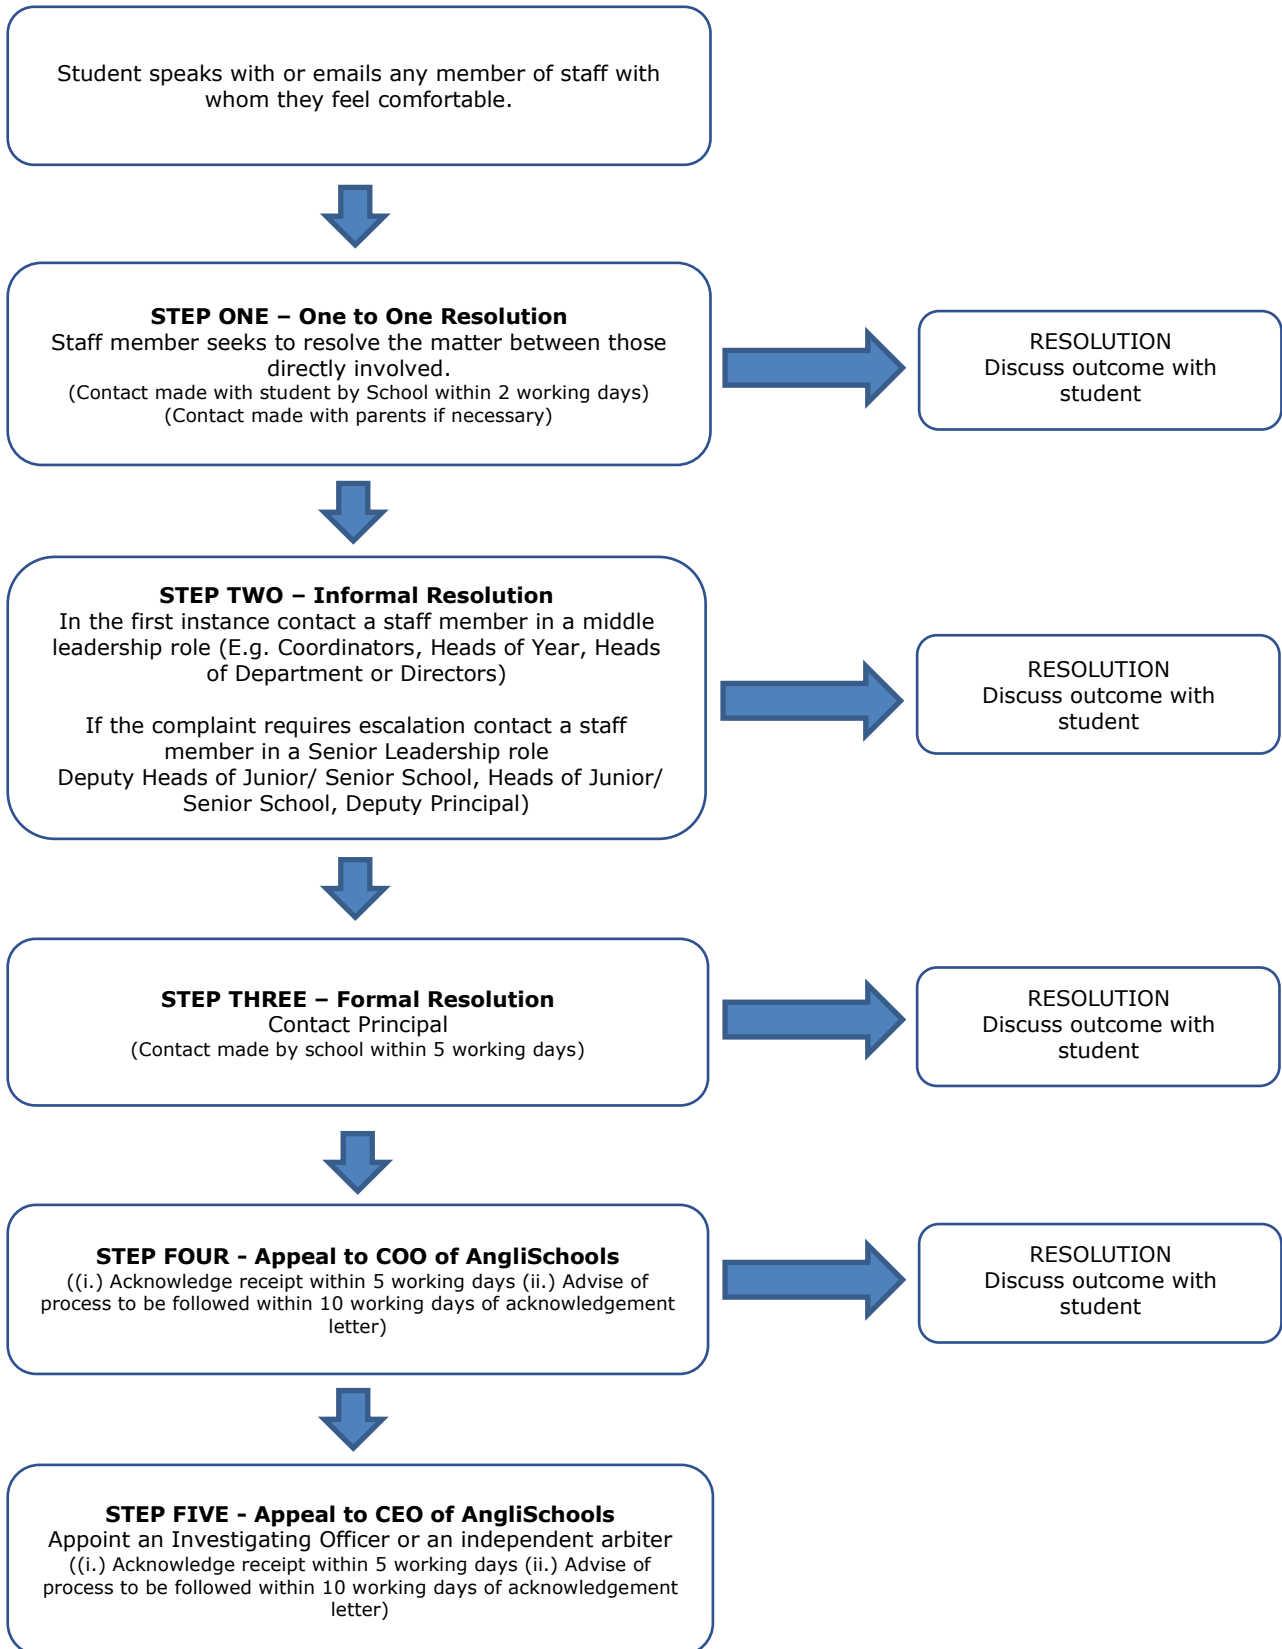 Student speaks with or emails any member of staff with
whom they feel comfortable.
STEP ONE – One to One Resolution
Staff member seeks to resolve the matter between those
directly involved.
(Contact made with student by School within 2 working days)
(Contact made with parents if necessary)
RESOLUTION
Discuss outcome with
student
STEP TWO – Informal Resolution
In the first instance contact a staff member in a middle
leadership role (E.g. Coordinators, Heads of Year, Heads
of Department or Directors)
If the complaint requires escalation contact a staff
member in a Senior Leadership role
Deputy Heads of Junior/ Senior School, Heads of Junior/
Senior School, Deputy Principal)
RESOLUTION
Discuss outcome with
student
STEP THREE – Formal Resolution
Contact Principal
(Contact made by school within 5 working days)
RESOLUTION
Discuss outcome with
student
STEP FOUR - Appeal to COO of AngliSchools
((i.) Acknowledge receipt within 5 working days (ii.) Advise of
process to be followed within 10 working days of acknowledgement
letter)
RESOLUTION
Discuss outcome with
student
STEP FIVE - Appeal to CEO of AngliSchools
Appoint an Investigating Officer or an independent arbiter
((i.) Acknowledge receipt within 5 working days (ii.) Advise of
process to be followed within 10 working days of acknowledgement
letter)